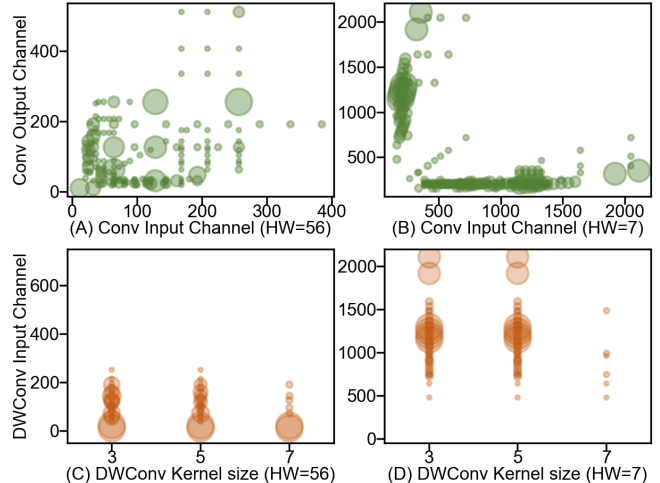 Conv Output Channel
400
200
0
0 100 200 300 400
(A) Conv Input Channel (HW=56)
2000
1500
1000
500
500 1000 1500 2000
(B) Conv Input Channel (HW=7)
DWConv Input Channel
600
400
200
0
3 5 7
(C) DWConv Kernel size (HW=56)
2000
1500
1000
500
0
3 5 7
(D) DWConv Kernel size (HW=7)